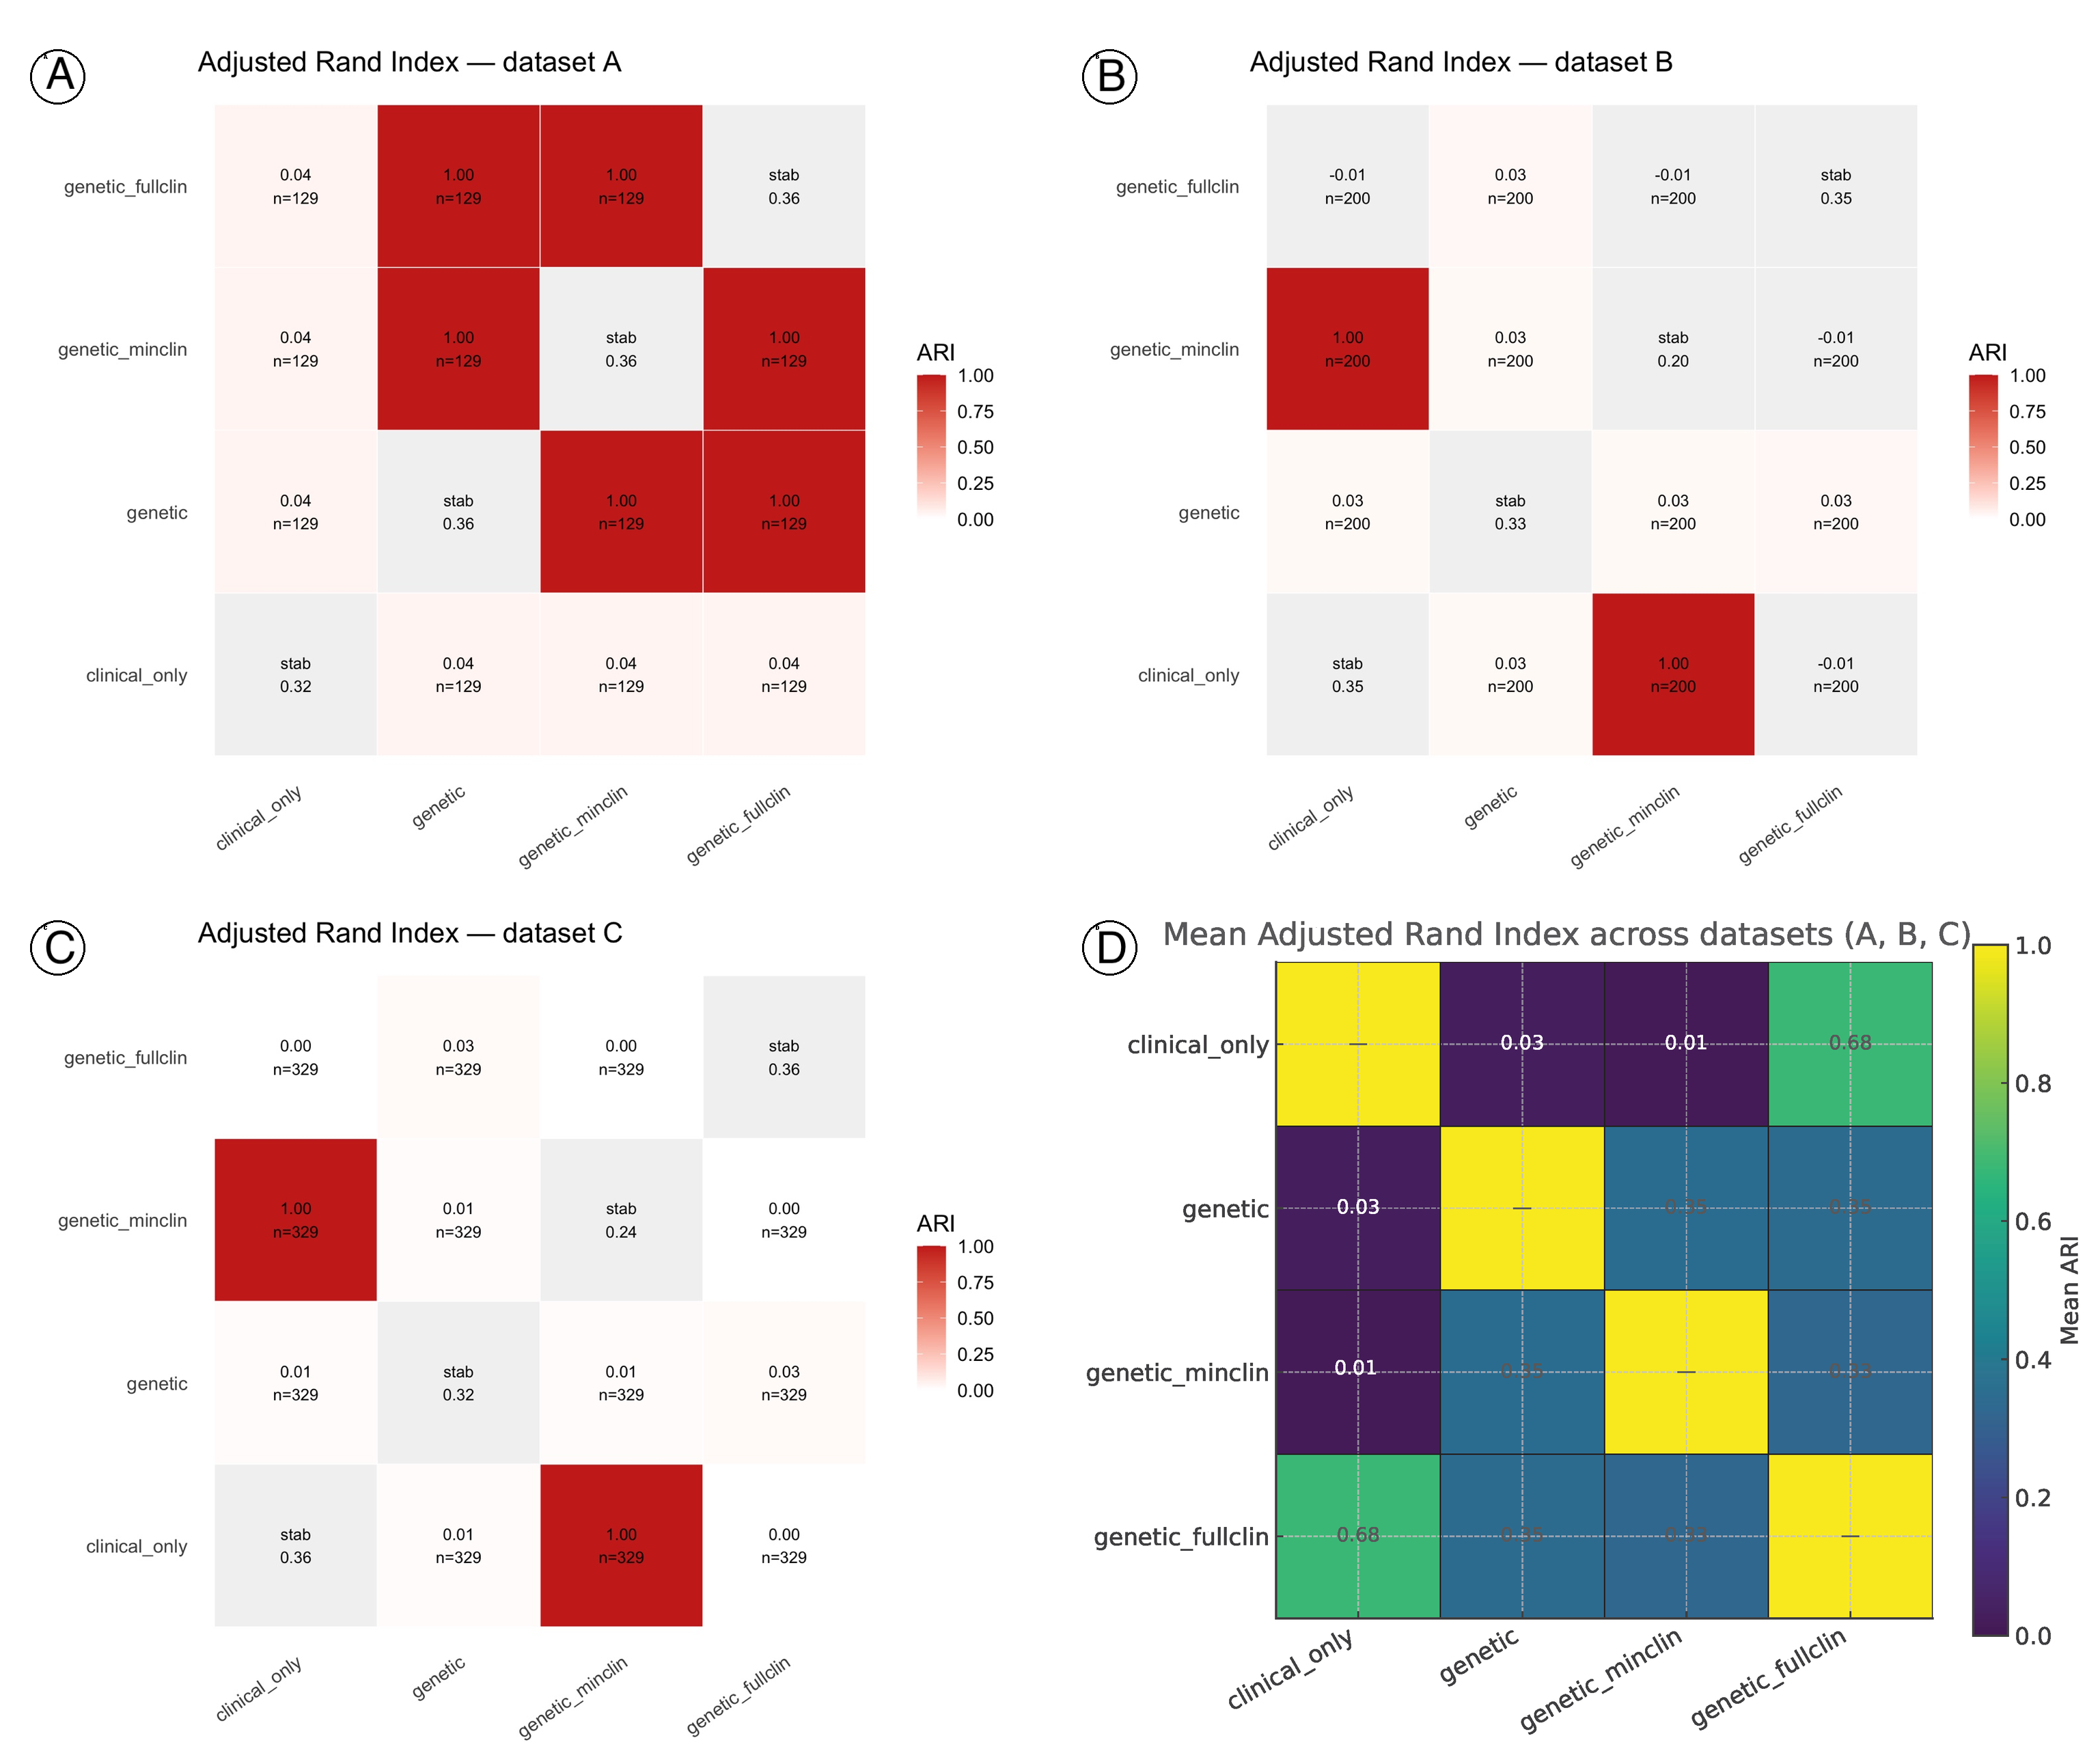 A
Adjusted Rand Index — dataset A
genetic_fullclin
0.04
n=129
1.00
n=129
1.00
n=129
stab
0.36
genetic_minclin
0.04
n=129
1.00
n=129
stab
0.36
1.00
n=129
genetic
0.04
n=129
stab
0.36
1.00
n=129
1.00
n=129
clinical_only
stab
0.32
0.04
n=129
0.04
n=129
0.04
n=129
clinical_only
genetic
genetic_minclin
genetic_fullclin
ARI
1.00
0.75
0.50
0.25
0.00
B
Adjusted Rand Index — dataset B
genetic_fullclin
-0.01
n=200
0.03
n=200
-0.01
n=200
stab
0.35
genetic_minclin
1.00
n=200
0.03
n=200
stab
0.20
-0.01
n=200
genetic
0.03
n=200
stab
0.33
0.03
n=200
0.03
n=200
clinical_only
stab
0.35
0.03
n=200
1.00
n=200
-0.01
n=200
clinical_only
genetic
genetic_minclin
genetic_fullclin
ARI
1.00
0.75
0.50
0.25
0.00
C
Adjusted Rand Index — dataset C
genetic_fullclin
0.00
n=329
0.03
n=329
0.00
n=329
stab
0.36
genetic_minclin
1.00
n=329
0.01
n=329
stab
0.24
0.00
n=329
genetic
0.01
n=329
stab
0.32
0.01
n=329
0.03
n=329
clinical_only
stab
0.36
0.01
n=329
1.00
n=329
0.00
n=329
clinical_only
genetic
genetic_minclin
genetic_fullclin
ARI
1.00
0.75
0.50
0.25
0.00
D
Mean Adjusted Rand Index across datasets (A, B, C)
clinical_only
—
0.03
0.01
0.68
genetic
0.03
—
0.35
0.35
genetic_minclin
0.01
0.35
—
0.33
genetic_fullclin
0.68
0.35
0.33
—
clinical_only
genetic
genetic_minclin
genetic_fullclin
1.0
0.8
0.6
0.4
0.2
0.0
Mean ARI